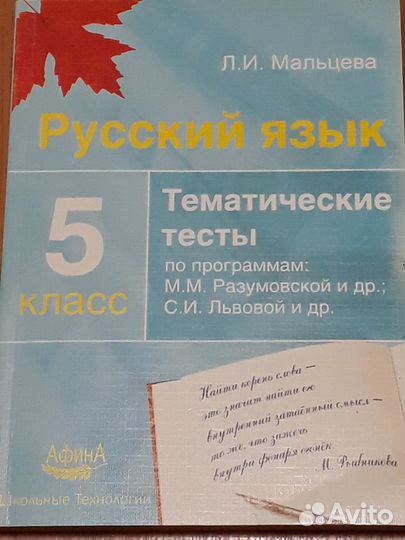 Л.И. Мальцева
Русский язык
5
класс
Тематические
тесты
по программам:
М.М. Разумовской и др.;
С.И. Львовой и др.
Найти корень слова –
это значит найти его
внутренний затаённый смысл –
то же, что зажечь
внутри фонаря огонёк.
М. Рыбникова
АфинА
Школьные Технологии
Avito